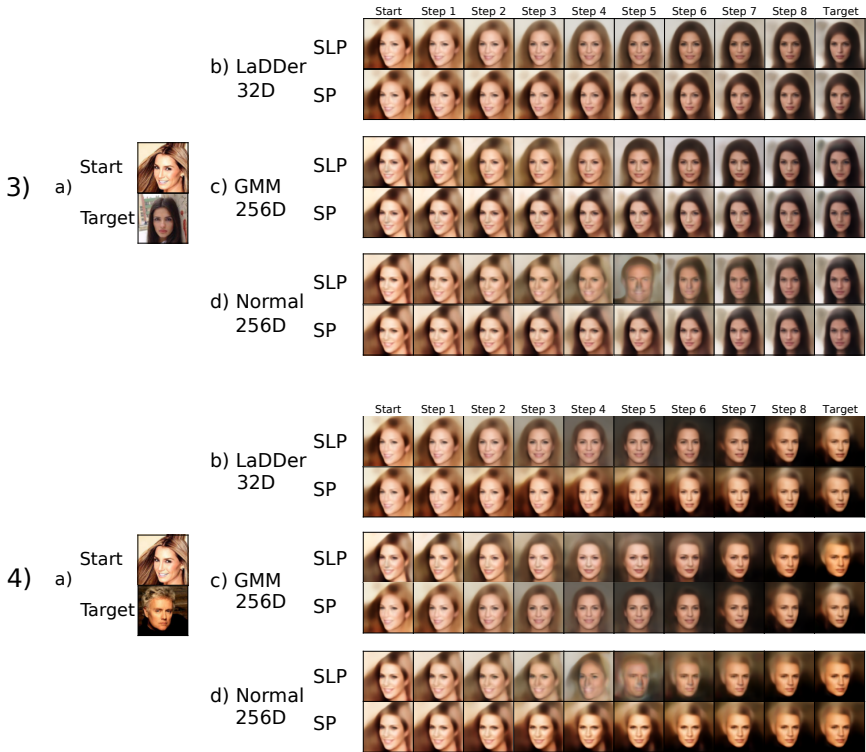 Start Step 1 Step 2 Step 3 Step 4 Step 5 Step 6 Step 7 Step 8 Target
b) LaDDer
32D
SLP
SP
3)
a)
Start
Target
c) GMM
256D
SLP
SP
d) Normal
256D
SLP
SP
Start Step 1 Step 2 Step 3 Step 4 Step 5 Step 6 Step 7 Step 8 Target
b) LaDDer
32D
SLP
SP
4)
a)
Start
Target
c) GMM
256D
SLP
SP
d) Normal
256D
SLP
SP